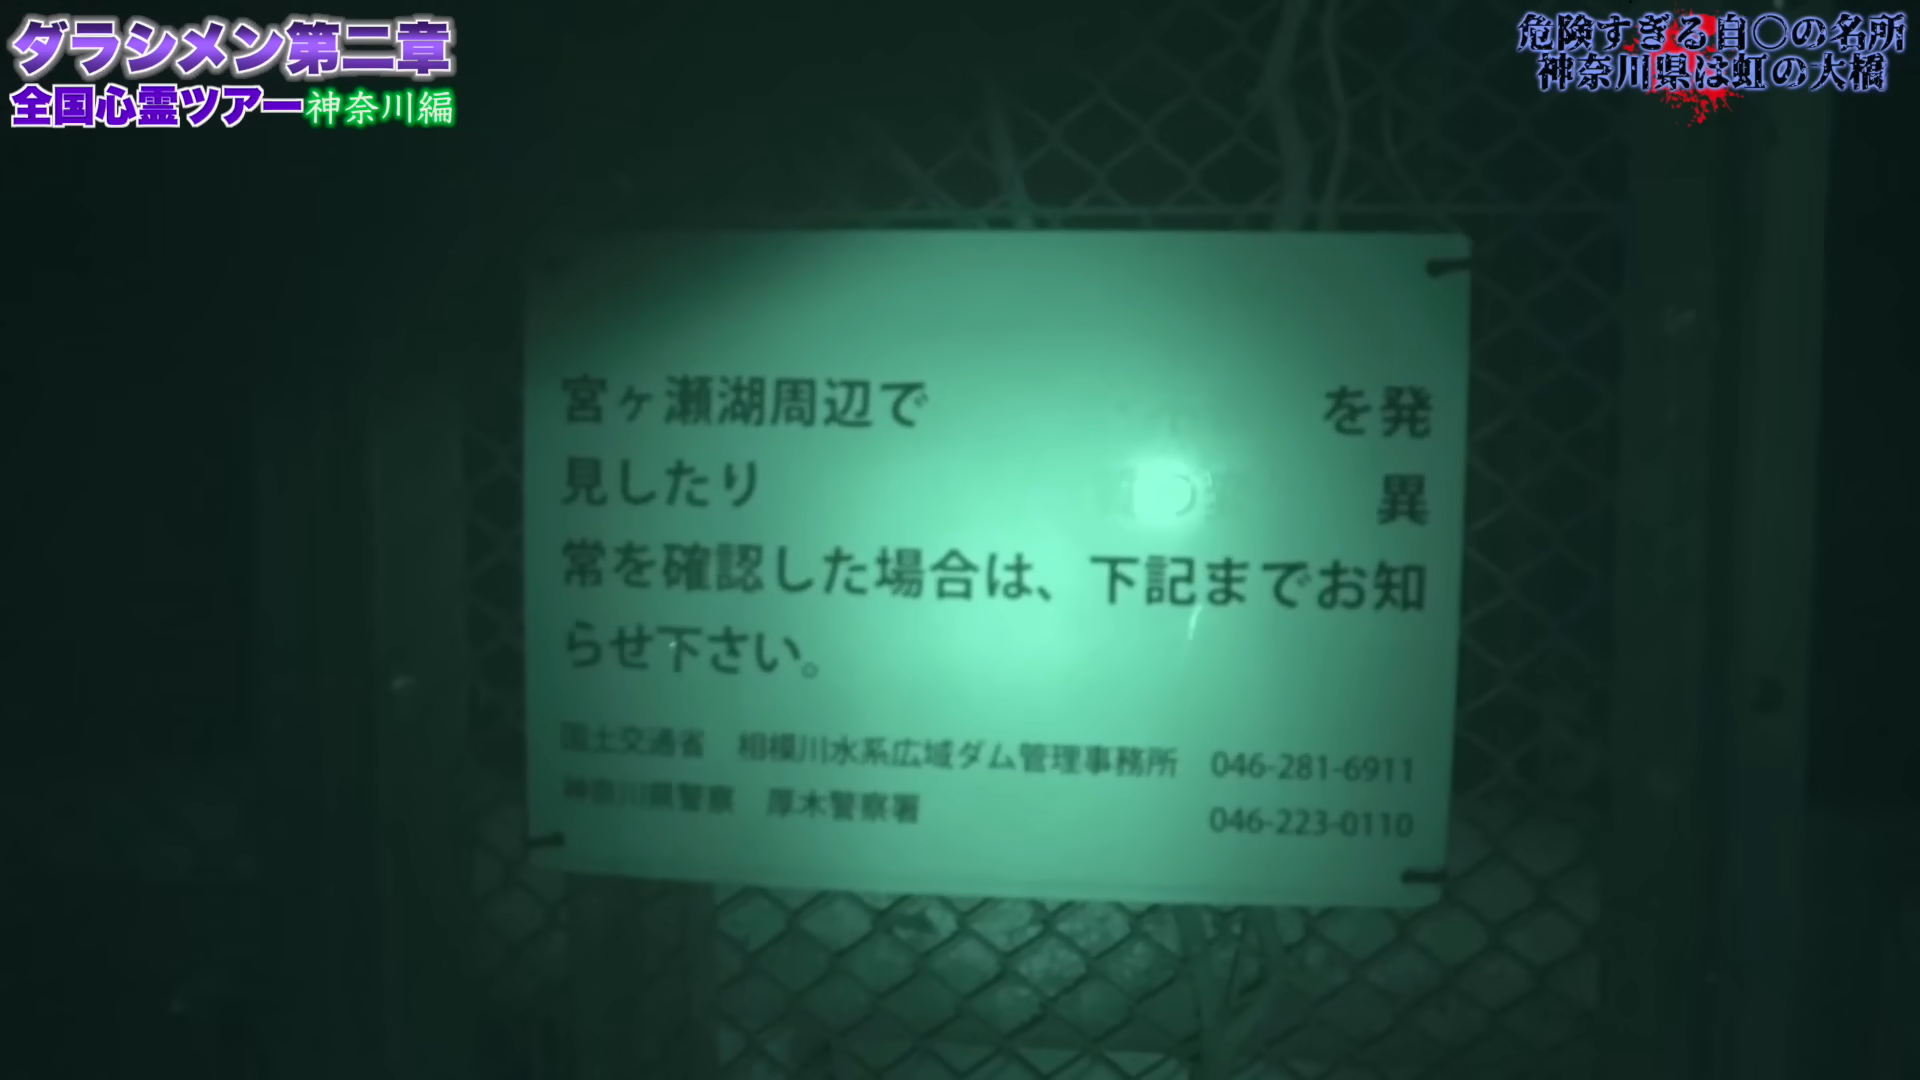 ダラシメン第二章
全国心霊ツアー神奈川編
危険すぎる自〇の名所
神奈川県は虹の大橋
宮ヶ瀬湖周辺で を発
見したり 異
常を確認した場合は、下記までお知
らせ下さい。
国土交通省 相模川水系広域ダム管理事務所 046-281-6911
神奈川県警察 厚木警察署 046-223-0110